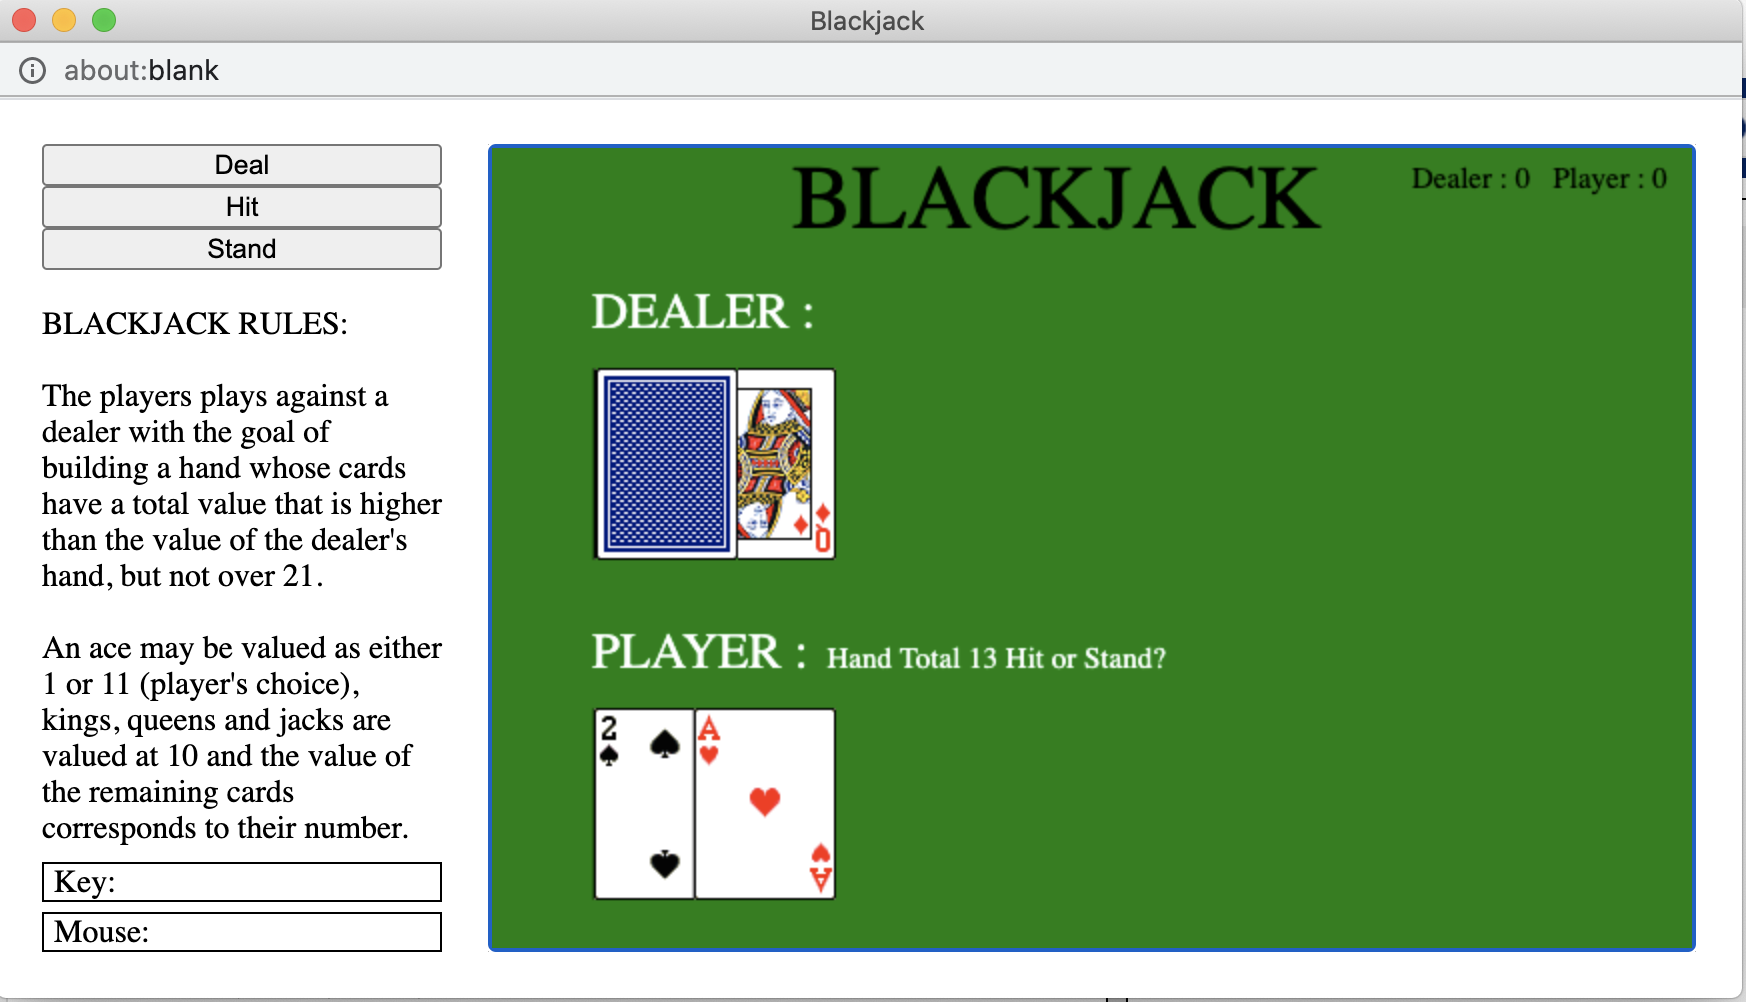 Blackjack
about:blank
Deal
Hit
Stand
BLACKJACK RULES:
The players plays against a
dealer with the goal of
building a hand whose cards
have a total value that is higher
than the value of the dealer's
hand, but not over 21.
An ace may be valued as either
1 or 11 (player's choice),
kings, queens and jacks are
valued at 10 and the value of
the remaining cards
corresponds to their number.
Key:
Mouse:
BLACKJACK
Dealer : 0 Player : 0
DEALER :
Q
PLAYER : Hand Total 13 Hit or Stand?
2 A
A